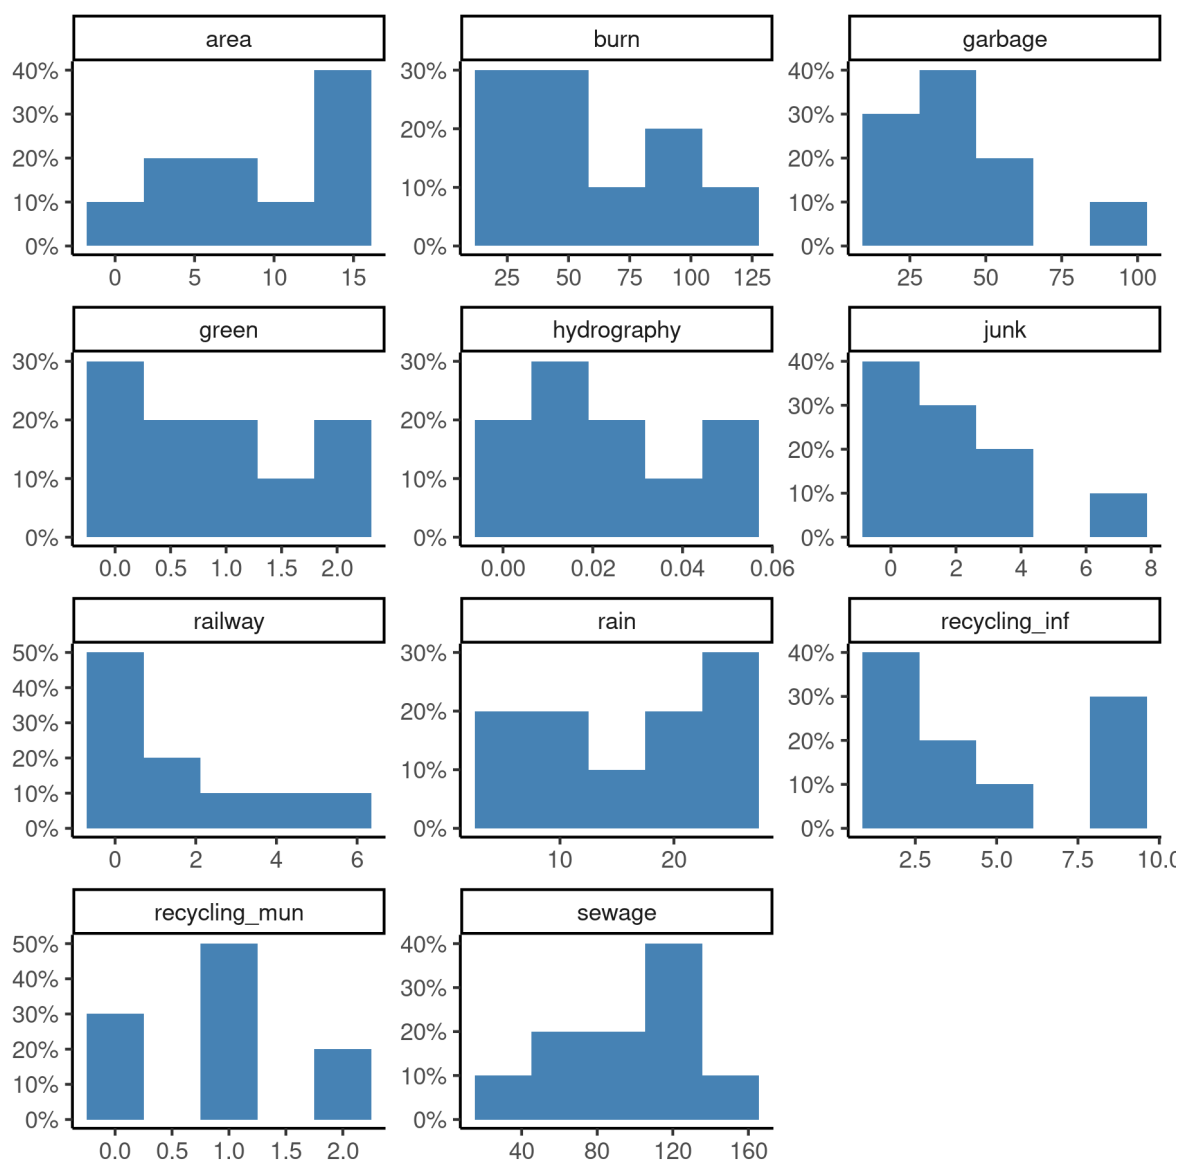 area burn garbage
40% 30% 40%
30% 20% 30%
20% 10% 20%
10% 0% 10%
0% 0%
0 5 10 15 25 50 75 100 125 25 50 75 100
green hydrography junk
30% 30% 40%
20% 20% 30%
10% 10% 20%
0% 0% 10%
0%
0.0 0.5 1.0 1.5 2.0 0.00 0.02 0.04 0.06 0 2 4 6 8
railway rain recycling_inf
50% 30% 40%
40% 20% 30%
30% 10% 20%
20% 0% 10%
10% 0%
0%
0 2 4 6 10 20 2.5 5.0 7.5 10.0
recycling_mun sewage
50% 40%
40% 30%
30% 20%
20% 10%
10% 0%
0%
0.0 0.5 1.0 1.5 2.0 40 80 120 160